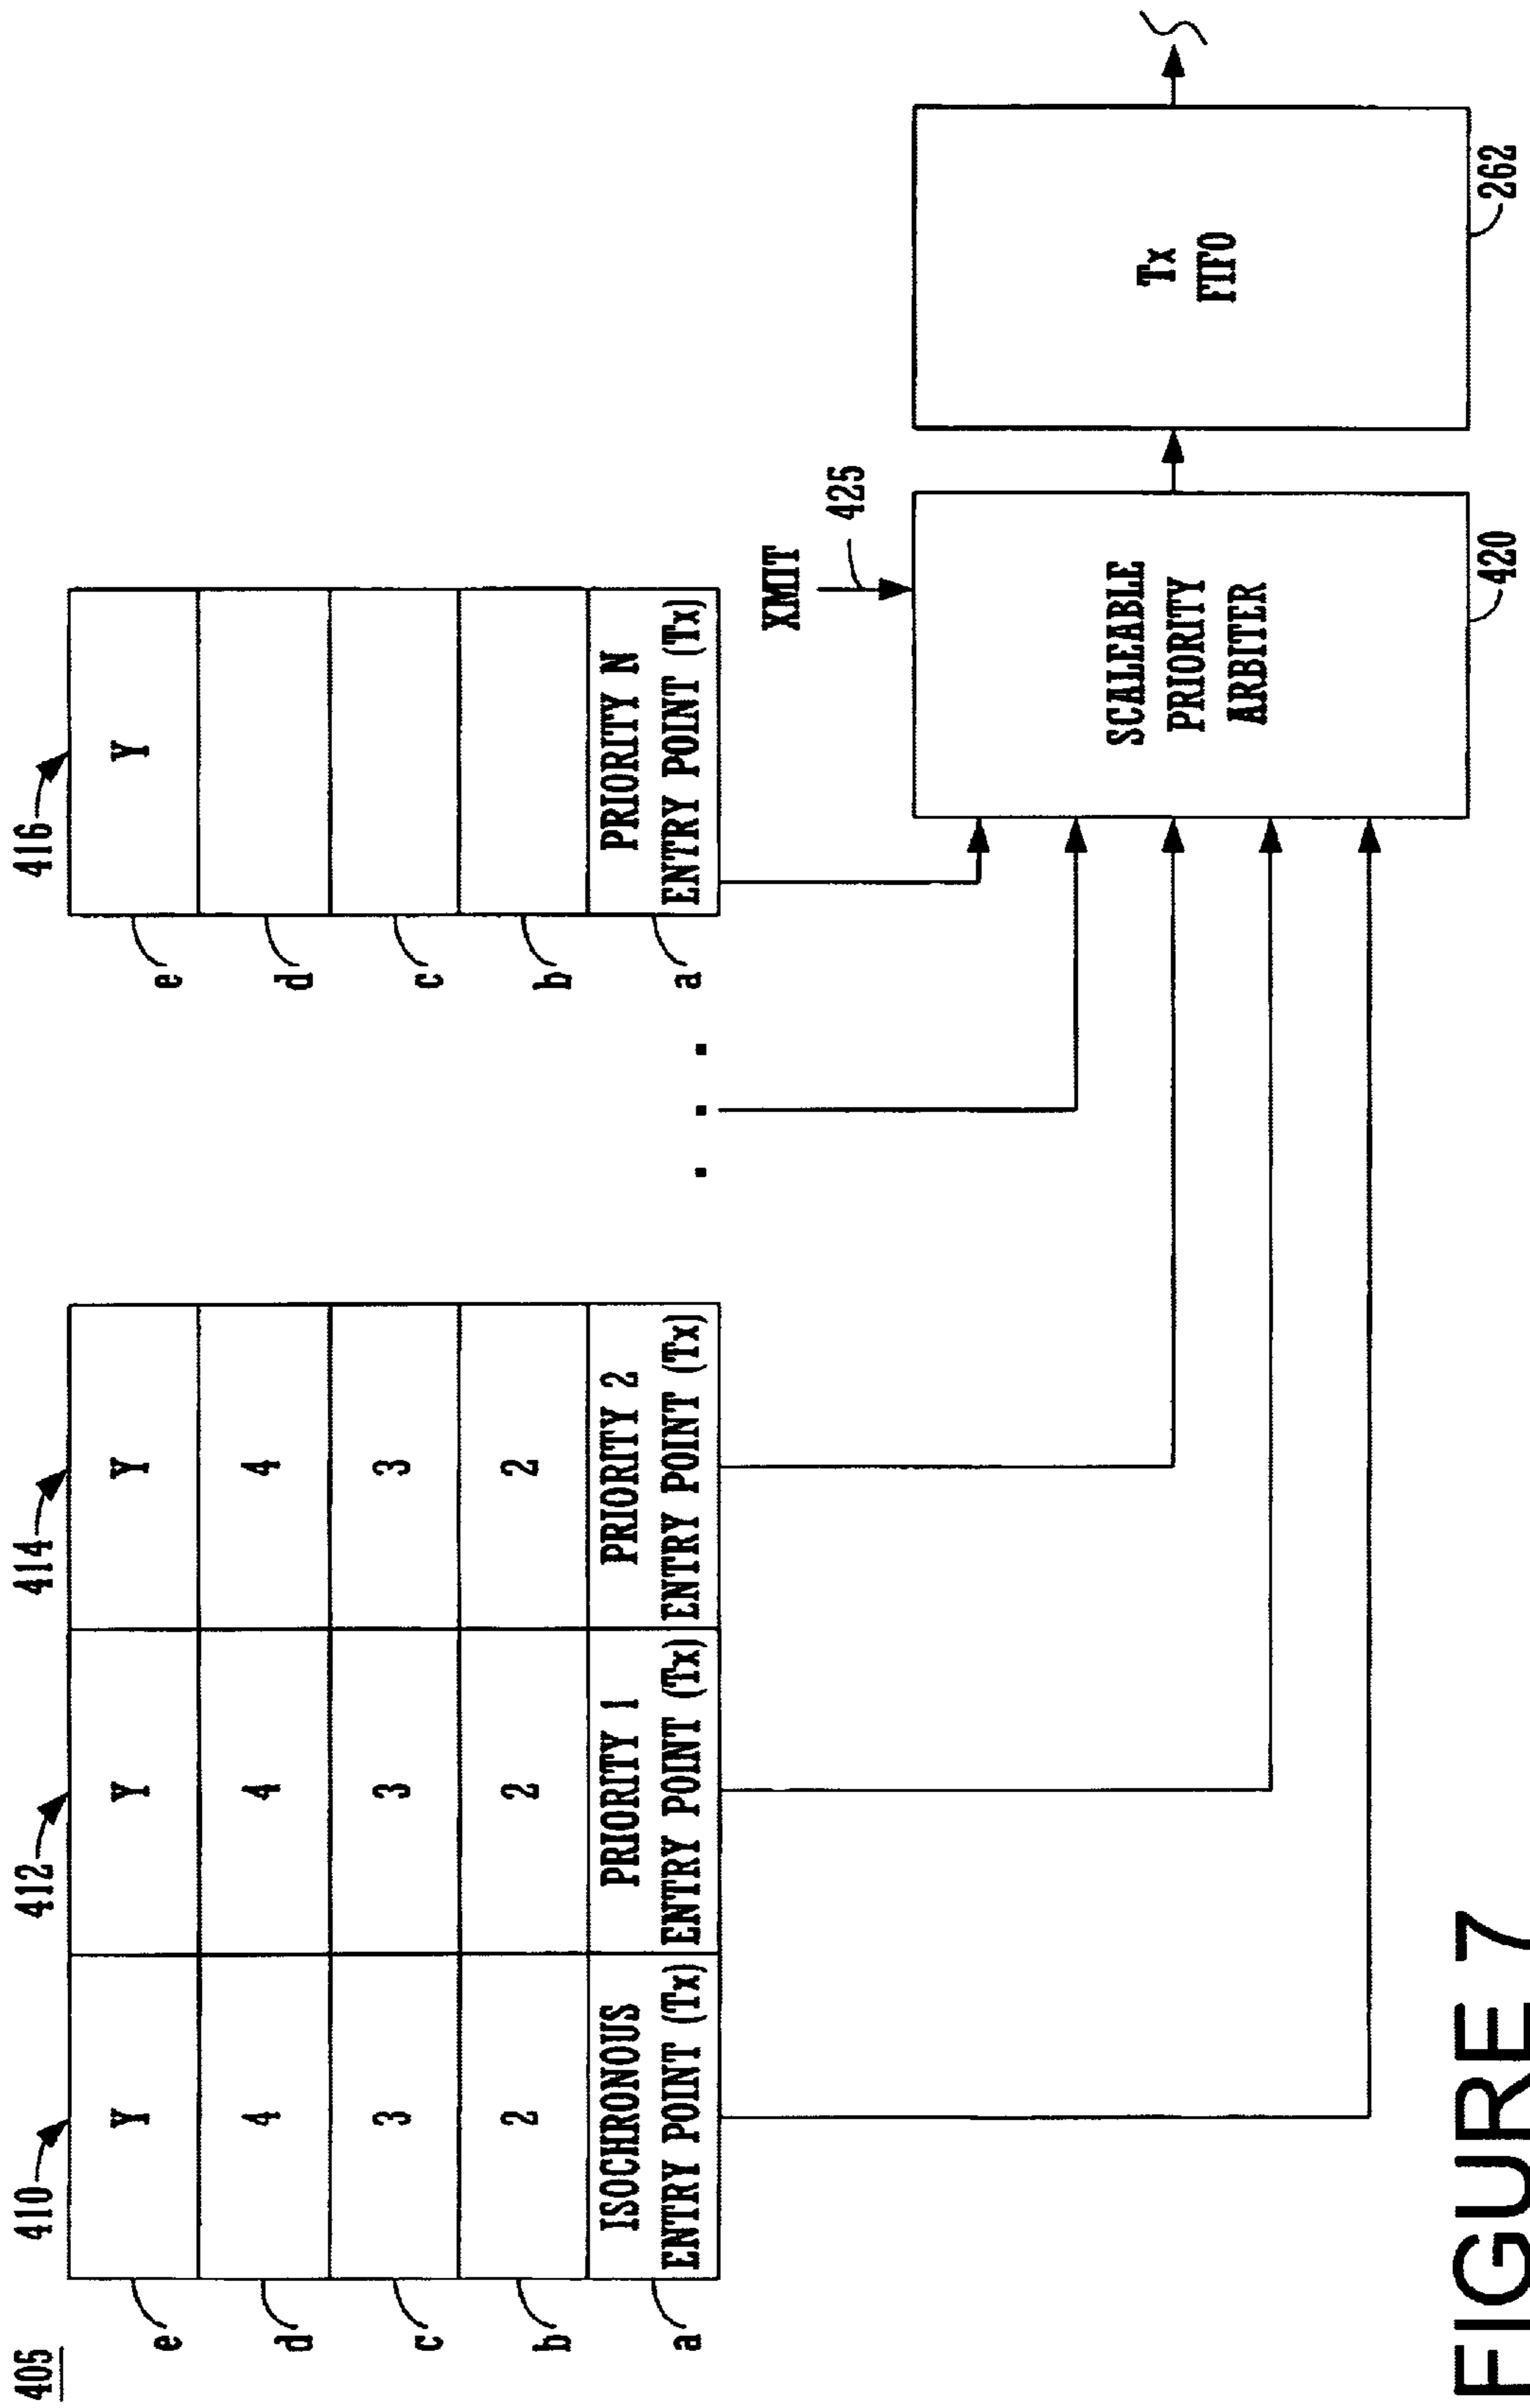 405
410
412
414
416
e
Y
Y
Y
e
Y
d
4
4
4
d
c
3
3
3
c
b
2
2
2
b
a
ISOCHRONOUS
ENTRY POINT (Tx)
PRIORITY 1
ENTRY POINT (Tx)
PRIORITY 2
ENTRY POINT (Tx)
. . .
a
PRIORITY N
ENTRY POINT (Tx)
XMIT
425
SCALEABLE
PRIORITY
ARBITER
420
Tx
FIFO
262
FIGURE 7